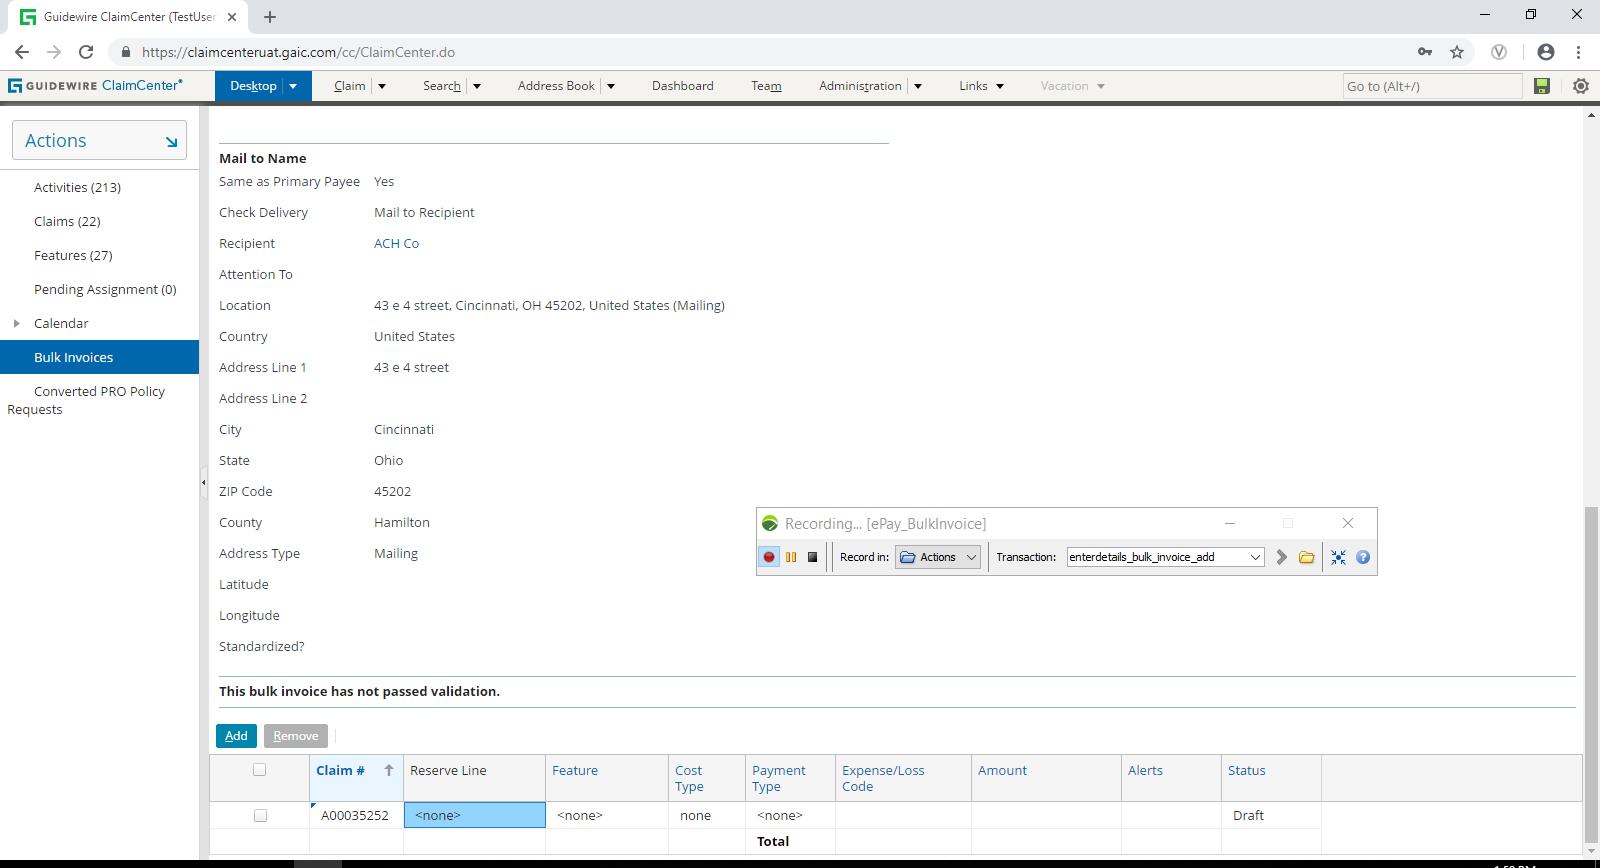 Guidewire ClaimCenter (TestUser
https://claimcenteruat.gaic.com/cc/ClaimCenter.do
GUIDEWIRE ClaimCenter® Desktop Claim Search Address Book Dashboard Team Administration Links Vacation Go to (Alt+/)
Actions
Activities (213)
Claims (22)
Features (27)
Pending Assignment (0)
Calendar
Bulk Invoices
Converted PRO Policy
Requests
Mail to Name
Same as Primary Payee Yes
Check Delivery Mail to Recipient
Recipient ACH Co
Attention To
Location 43 e 4 street, Cincinnati, OH 45202, United States (Mailing)
Country United States
Address Line 1 43 e 4 street
Address Line 2
City Cincinnati
State Ohio
ZIP Code 45202
County Hamilton
Address Type Mailing
Latitude
Longitude
Standardized?
Recording... [ePay_BulkInvoice]
Record in: Actions Transaction: enterdetails_bulk_invoice_add
This bulk invoice has not passed validation.
Add Remove
Claim # Reserve Line Feature Cost Type Payment Type Expense/Loss Code Amount Alerts Status
A00035252 <none> <none> none <none> Draft
Total